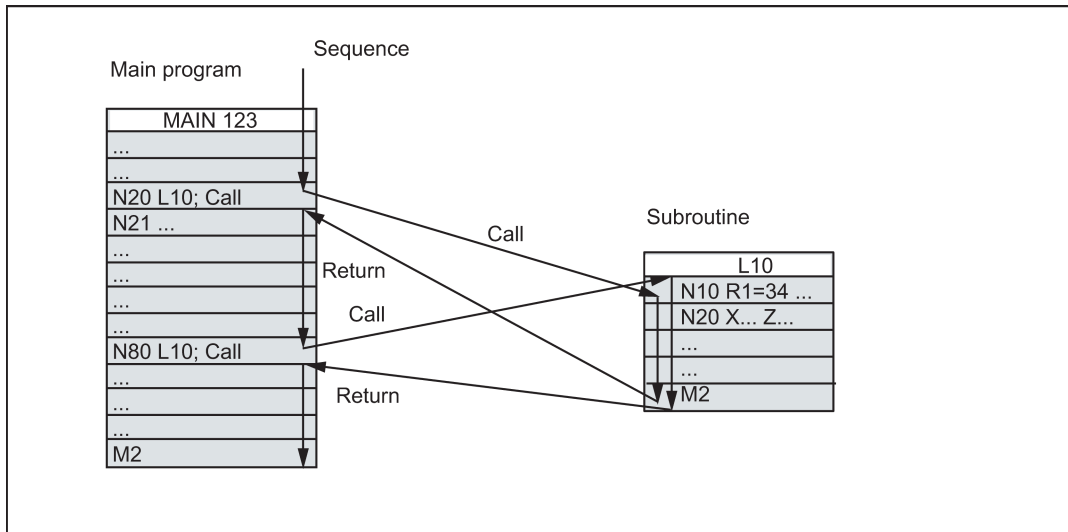 Sequence
Main program
MAIN 123
...
...
N20 L10; Call
N21 ...
...
...
...
...
N80 L10; Call
...
...
...
M2
Call
Return
Call
Return
Subroutine
L10
N10 R1=34 ...
N20 X... Z...
...
...
M2